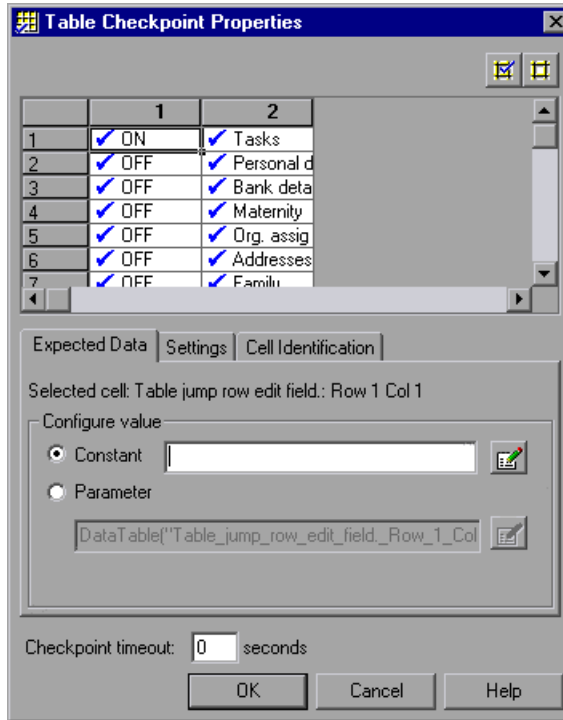 Table Checkpoint Properties
1 2
1 ON Tasks
2 OFF Personal d
3 OFF Bank deta
4 OFF Maternity
5 OFF Org. assig
6 OFF Addresses
7 OFF Family
Expected Data Settings Cell Identification
Selected cell: Table jump row edit field.: Row 1 Col 1
Configure value
Constant
Parameter
DataTable("Table_jump_row_edit_field._Row_1_Col
Checkpoint timeout: 0 seconds
OK Cancel Help